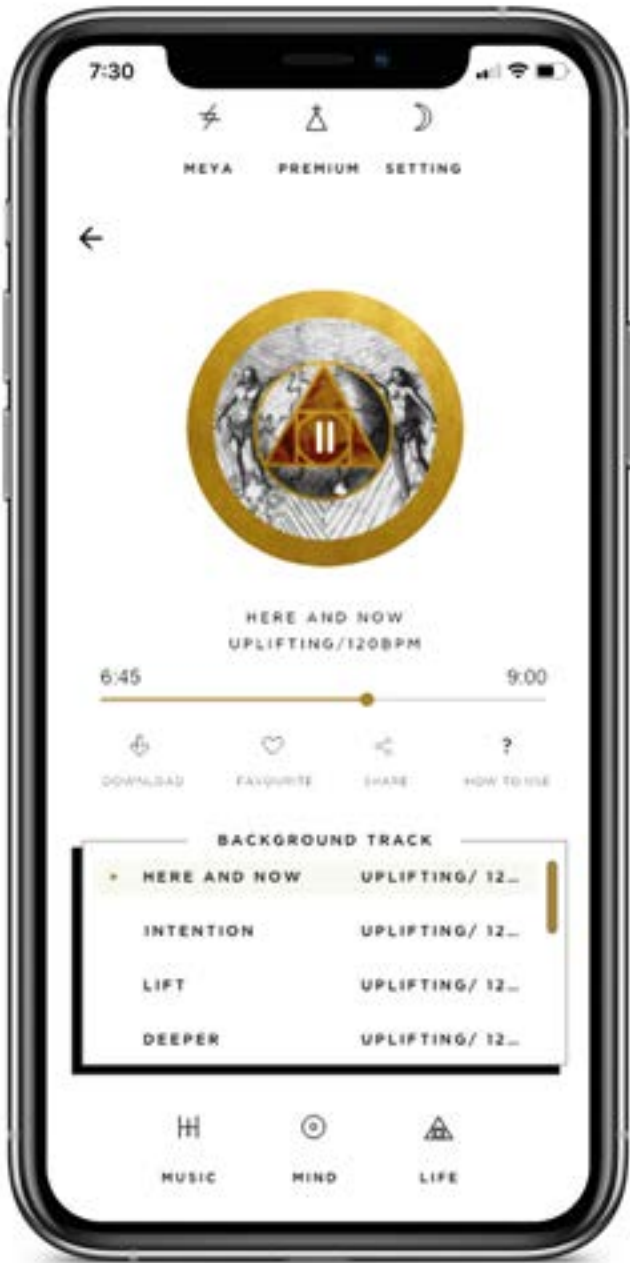 7:30
MEYA PREMIUM SETTING
HERE AND NOW
UPLIFTING/120BPM
6:45 9:00
DOWNLOAD FAVOURITE SHARE HOW TO USE
BACKGROUND TRACK
HERE AND NOW UPLIFTING/ 12...
INTENTION UPLIFTING/ 12...
LIFT UPLIFTING/ 12...
DEEPER UPLIFTING/ 12...
MUSIC MIND LIFE